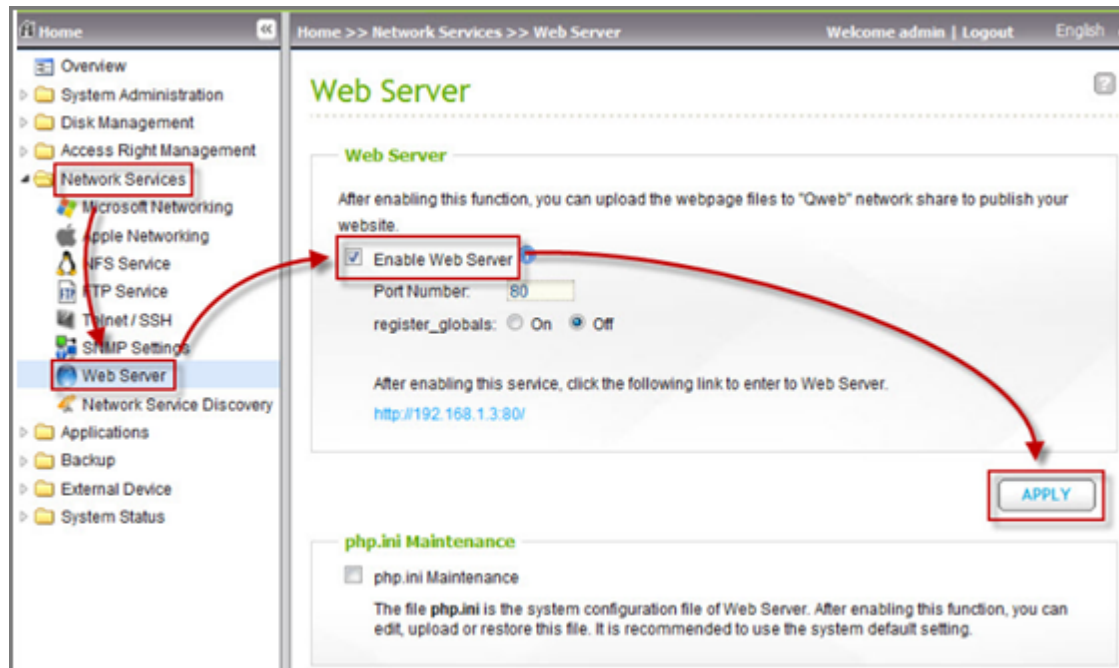 Home
Home >> Network Services >> Web Server
Welcome admin | Logout
English
Overview
System Administration
Disk Management
Access Right Management
Network Services
Microsoft Networking
Apple Networking
NFS Service
FTP Service
Telnet / SSH
SNMP Settings
Web Server
Network Service Discovery
Applications
Backup
External Device
System Status
Web Server
Web Server
After enabling this function, you can upload the webpage files to "Qweb" network share to publish your
website.
Enable Web Server
Port Number: 80
register_globals: On Off
After enabling this service, click the following link to enter to Web Server.
http://192.168.1.3:80/
APPLY
php.ini Maintenance
php.ini Maintenance
The file php.ini is the system configuration file of Web Server. After enabling this function, you can
edit, upload or restore this file. It is recommended to use the system default setting.